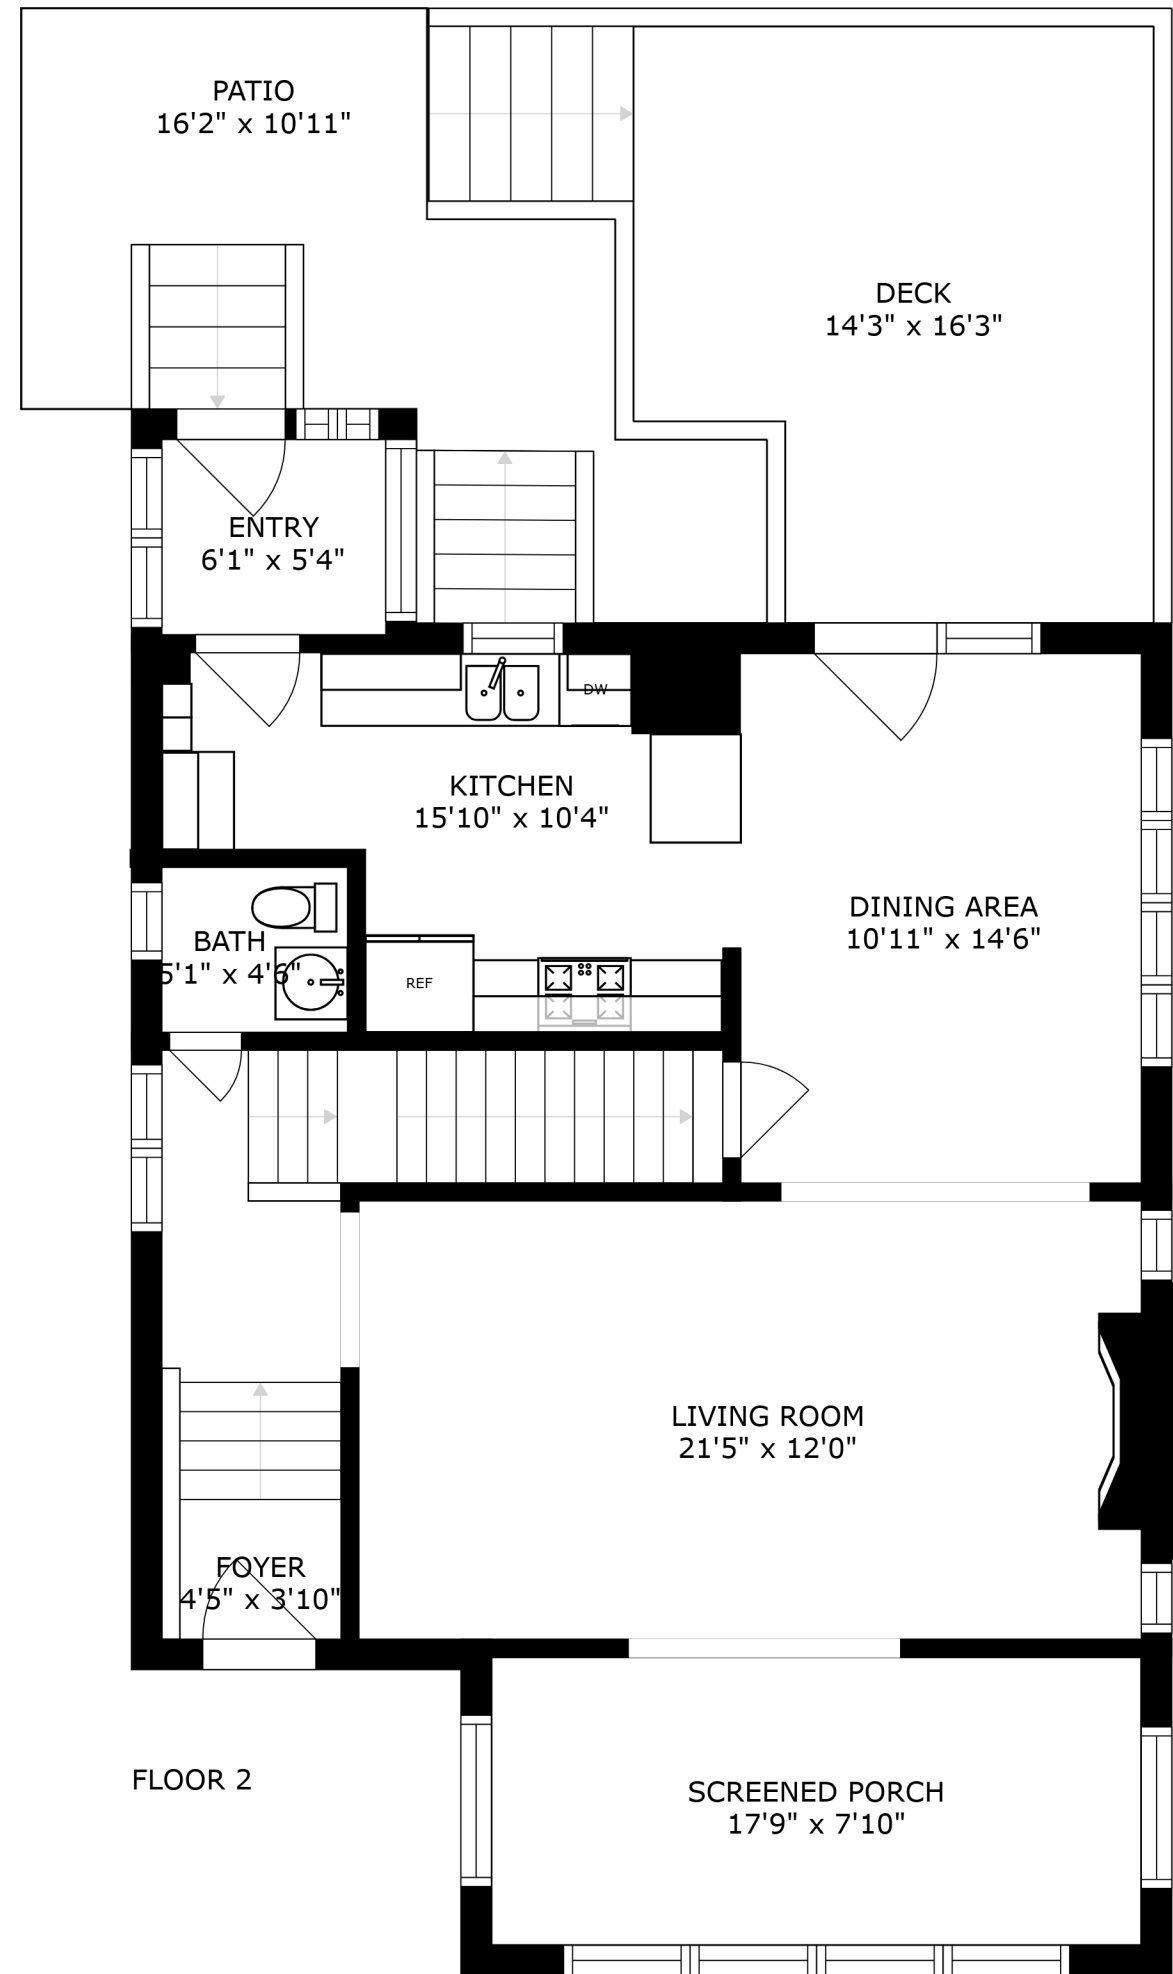 PATIO
16'2" x 10'11"
DECK
14'3" x 16'3"
ENTRY
6'1" x 5'4"
DW
KITCHEN
15'10" x 10'4"
DINING AREA
10'11" x 14'6"
BATH
5'1" x 4'6"
REF
LIVING ROOM
21'5" x 12'0"
FOYER
4'5" x 3'10"
FLOOR 2
SCREENED PORCH
17'9" x 7'10"